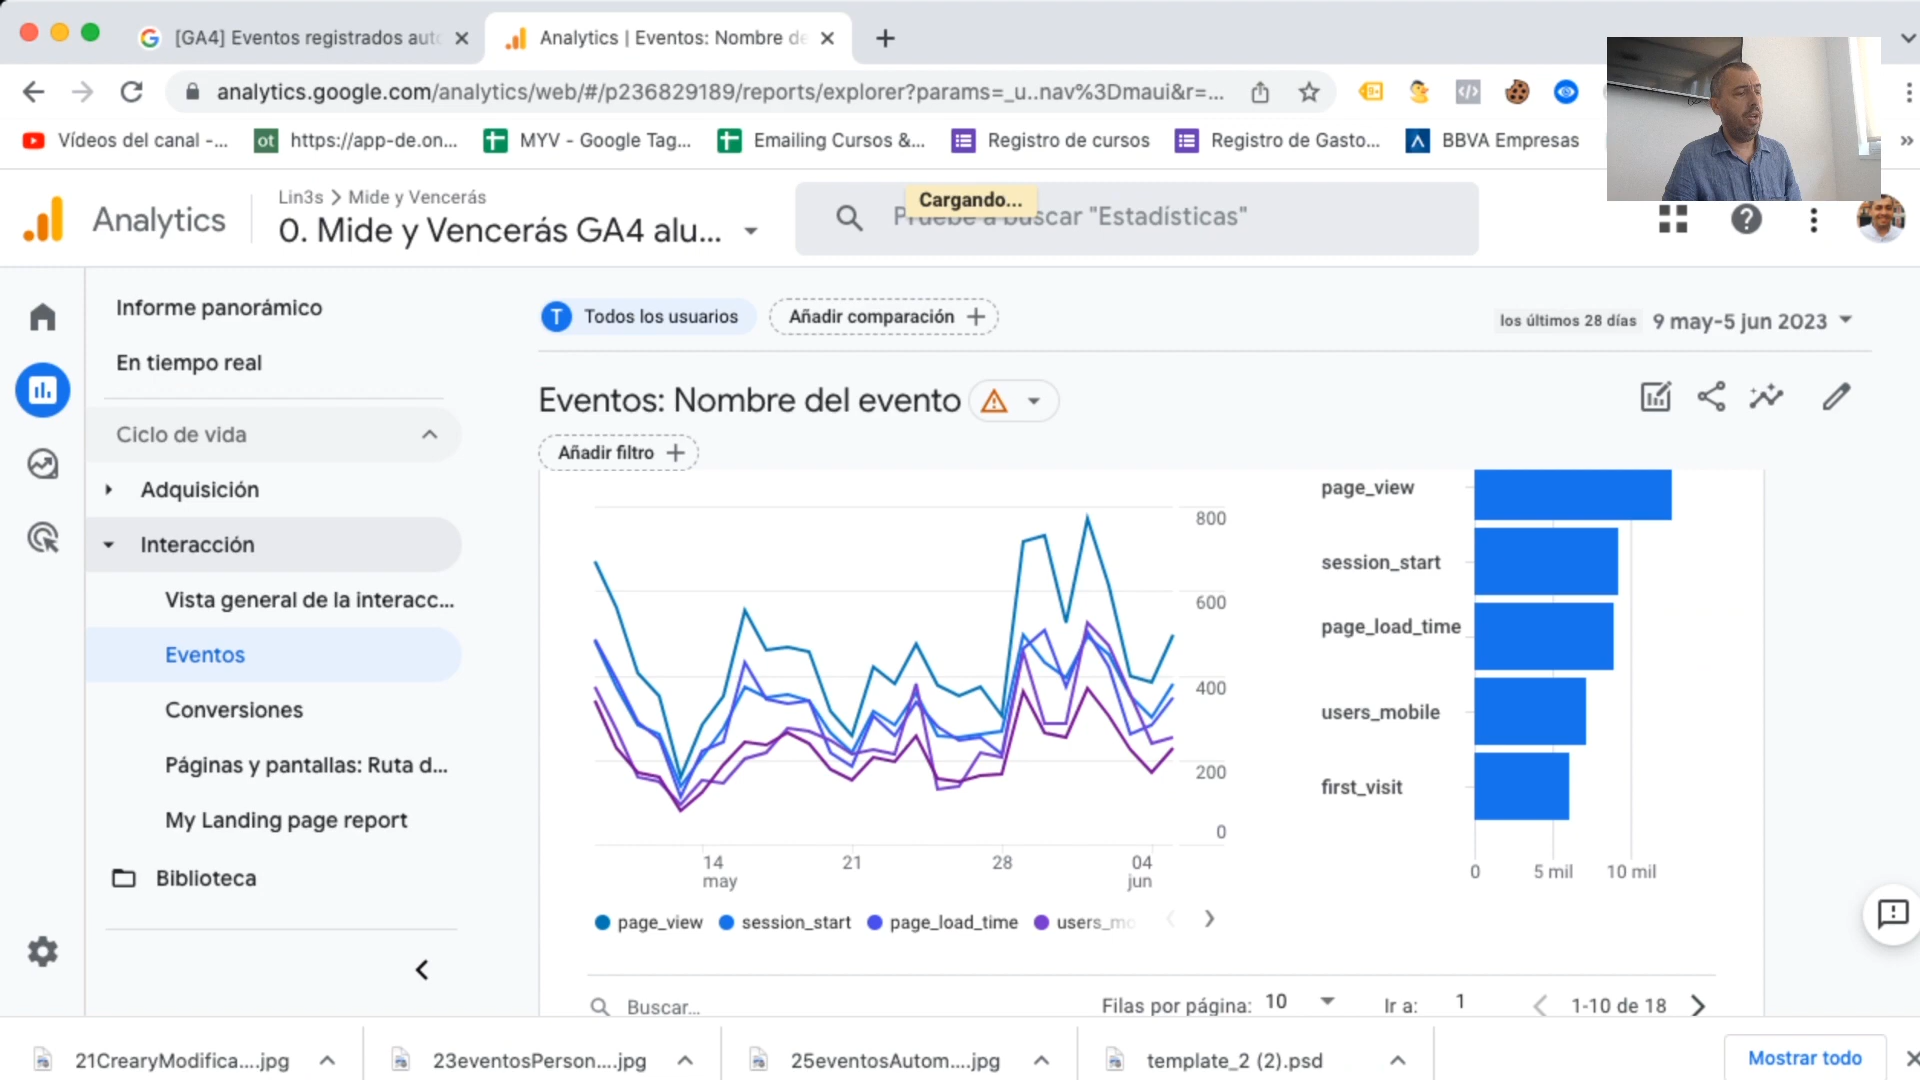 [GA4] Eventos registrados auto
Analytics | Eventos: Nombre de
analytics.google.com/analytics/web/#/p236829189/reports/explorer?params=_u..nav%3Dmaui&r=...
Vídeos del canal -...
ot
https://app-de.on...
MYV - Google Tag...
Emailing Cursos &...
Registro de cursos
Registro de Gasto...
BBVA Empresas
Analytics
Lin3s > Mide y Vencerás
0. Mide y Vencerás GA4 alu...
Cargando...
Pruebe a buscar "Estadísticas"
Informe panorámico
En tiempo real
Ciclo de vida
Adquisición
Interacción
Vista general de la interacc...
Eventos
Conversiones
Páginas y pantallas: Ruta d...
My Landing page report
Biblioteca
T Todos los usuarios
Añadir comparación +
los últimos 28 días 9 may-5 jun 2023
Eventos: Nombre del evento
Añadir filtro +
800
600
400
200
0
14
may
21
28
04
jun
page_view session_start page_load_time users_mo
page_view
session_start
page_load_time
users_mobile
first_visit
0 5 mil 10 mil
Buscar...
Filas por página: 10
Ir a: 1
1-10 de 18
21CrearyModifica....jpg
23eventosPerson....jpg
25eventosAutom....jpg
template_2 (2).psd
Mostrar todo